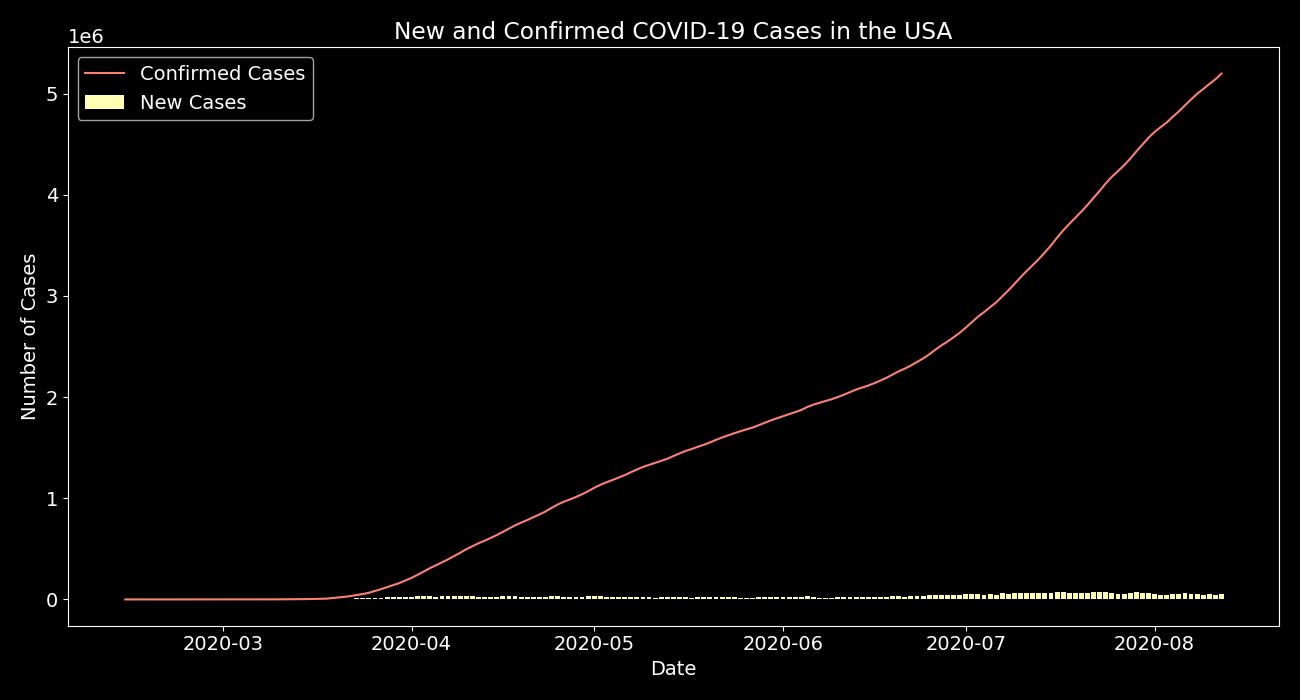 New and Confirmed COVID-19 Cases in the USA
1e6
Confirmed Cases
New Cases
5
4
3
2
1
0
Number of Cases
2020-03 2020-04 2020-05 2020-06 2020-07 2020-08
Date